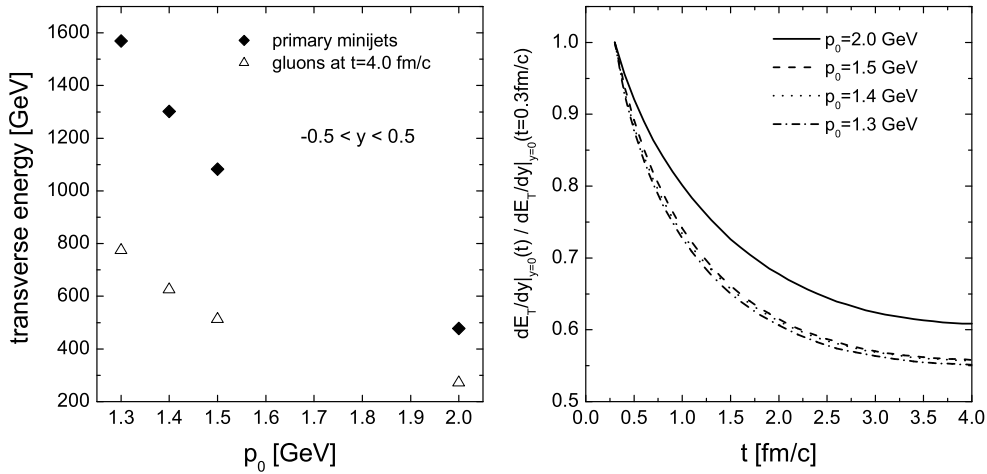 1600
1400
1200
1000
800
600
400
200
1.3 1.4 1.5 1.6 1.7 1.8 1.9 2.0
p₀ [GeV]
transverse energy [GeV]
primary minijets
gluons at t=4.0 fm/c
-0.5 < y < 0.5
1.0
0.9
0.8
0.7
0.6
0.5
0.0 0.5 1.0 1.5 2.0 2.5 3.0 3.5 4.0
t [fm/c]
dE_T/dy|_{y=0}(t) / dE_T/dy|_{y=0}(t=0.3fm/c)
p₀=2.0 GeV
p₀=1.5 GeV
p₀=1.4 GeV
p₀=1.3 GeV